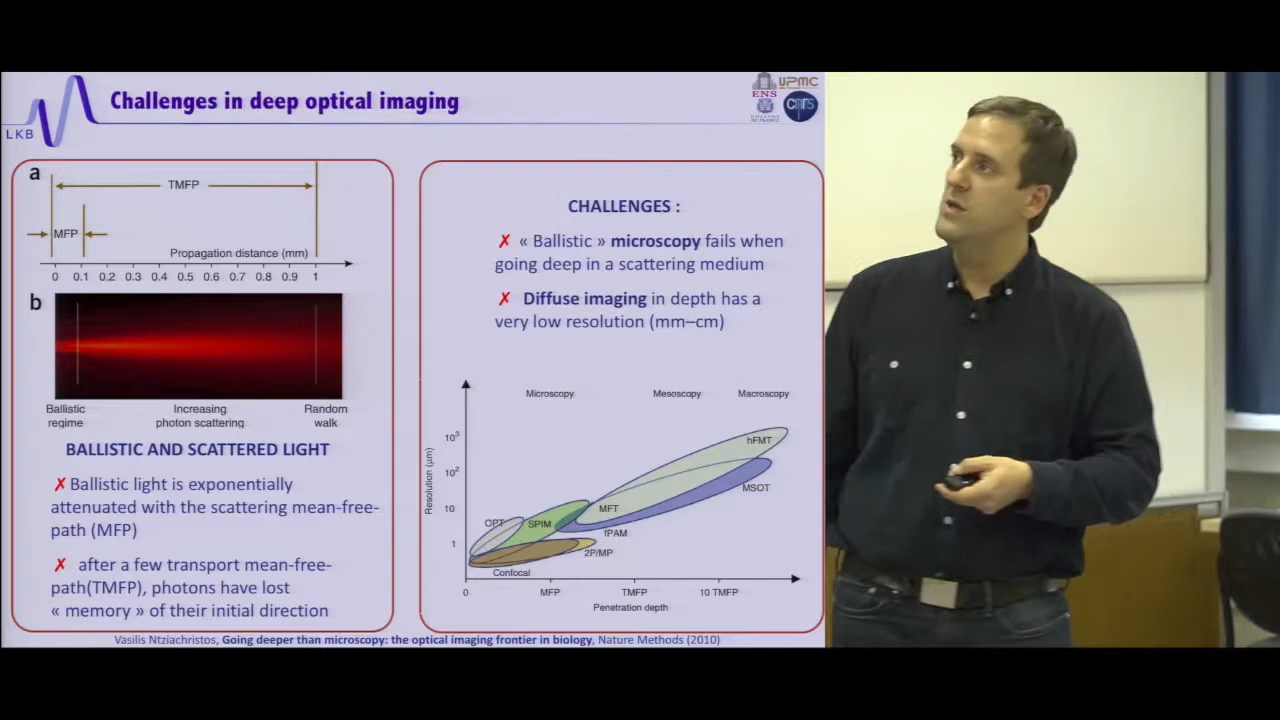 Challenges in deep optical imaging
LKB
ENS
UPMC
cnrs
a
TMFP
MFP
Propagation distance (mm)
0 0.1 0.2 0.3 0.4 0.5 0.6 0.7 0.8 0.9 1
b
Ballistic regime
Increasing photon scattering
Random walk
BALLISTIC AND SCATTERED LIGHT
✗ Ballistic light is exponentially
attenuated with the scattering mean-free-
path (MFP)
✗ after a few transport mean-free-
path(TMFP), photons have lost
« memory » of their initial direction
CHALLENGES :
✗ « Ballistic » microscopy fails when
going deep in a scattering medium
✗ Diffuse imaging in depth has a
very low resolution (mm–cm)
Microscopy Mesoscopy Macroscopy
Resolution (μm)
10³
10²
10
1
hFMT
MSOT
MFT
fPAM
OPT
SPIM
2P/MP
Confocal
0 MFP TMFP 10 TMFP
Penetration depth
Vasilis Ntziachristos, Going deeper than microscopy: the optical imaging frontier in biology, Nature Methods (2010)